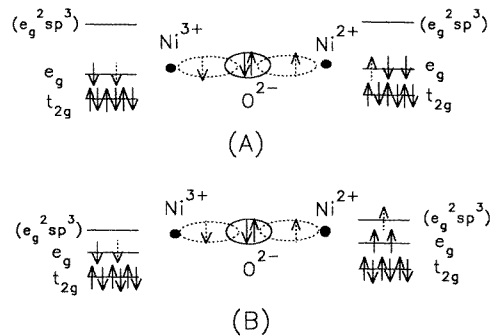 (e_g^2sp^3) Ni^3+ Ni^2+ (e_g^2sp^3)
e_g e_g
t_2g O^2− t_2g
(A)
Ni^3+ Ni^2+
(e_g^2sp^3) (e_g^2sp^3)
e_g e_g
t_2g O^2− t_2g
(B)